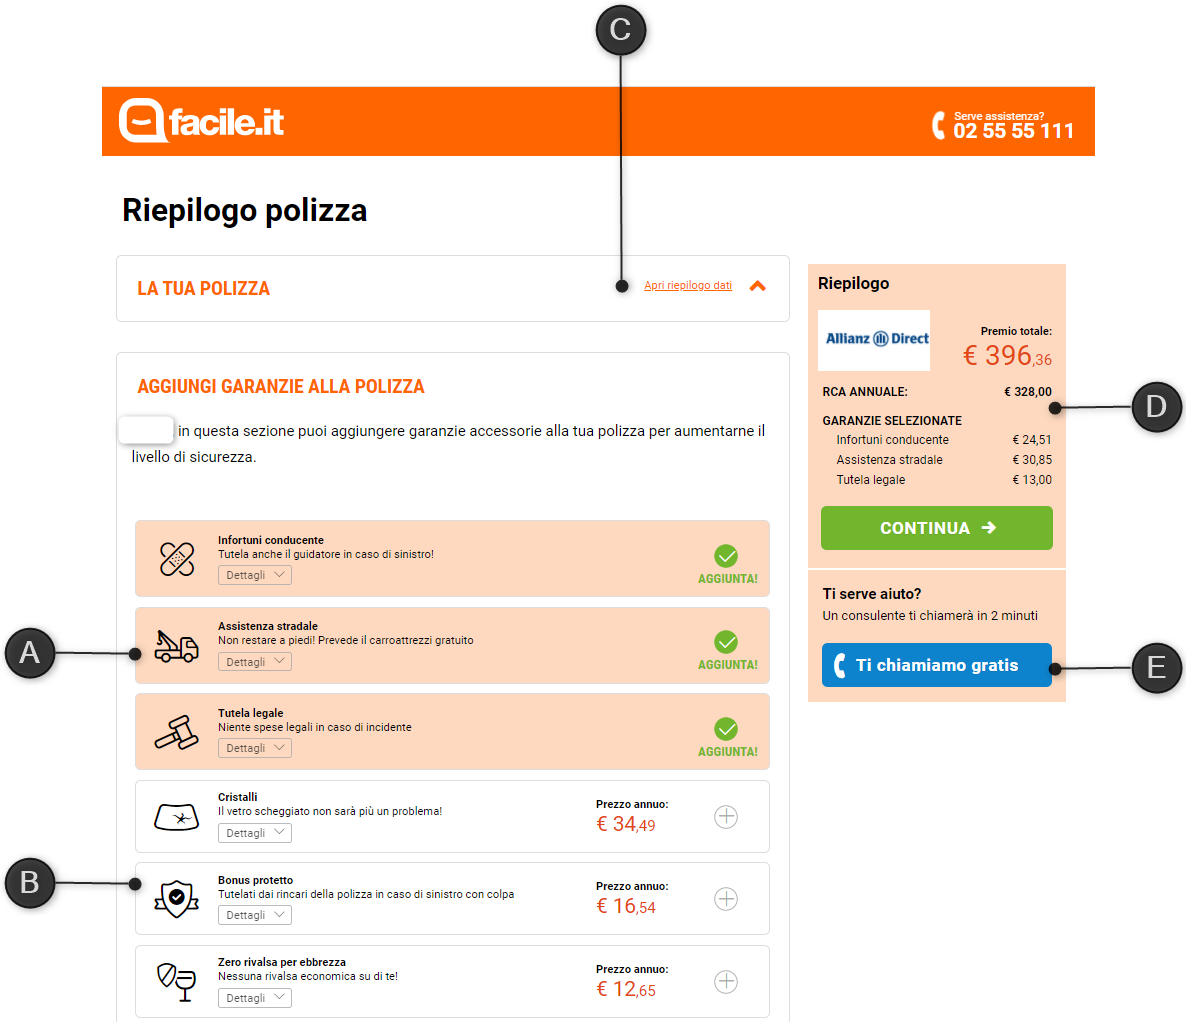 C
facile.it
Serve assistenza?
02 55 55 111
Riepilogo polizza
LA TUA POLIZZA
Apri riepilogo dati
AGGIUNGI GARANZIE ALLA POLIZZA
in questa sezione puoi aggiungere garanzie accessorie alla tua polizza per aumentarne il
livello di sicurezza.
Infortuni conducente
Tutela anche il guidatore in caso di sinistro!
Dettagli
AGGIUNTA!
A
Assistenza stradale
Non restare a piedi! Prevede il carroattrezzi gratuito
Dettagli
AGGIUNTA!
Tutela legale
Niente spese legali in caso di incidente
Dettagli
AGGIUNTA!
Cristalli
Il vetro scheggiato non sarà più un problema!
Dettagli
Prezzo annuo:
€ 34,49
B
Bonus protetto
Tutelati dai rincari della polizza in caso di sinistro con colpa
Dettagli
Prezzo annuo:
€ 16,54
Zero rivalsa per ebbrezza
Nessuna rivalsa economica su di te!
Dettagli
Prezzo annuo:
€ 12,65
Riepilogo
Allianz Direct
Premio totale:
€ 396,36
RCA ANNUALE: € 328,00
D
GARANZIE SELEZIONATE
Infortuni conducente € 24,51
Assistenza stradale € 30,85
Tutela legale € 13,00
CONTINUA
Ti serve aiuto?
Un consulente ti chiamerà in 2 minuti
Ti chiamiamo gratis
E